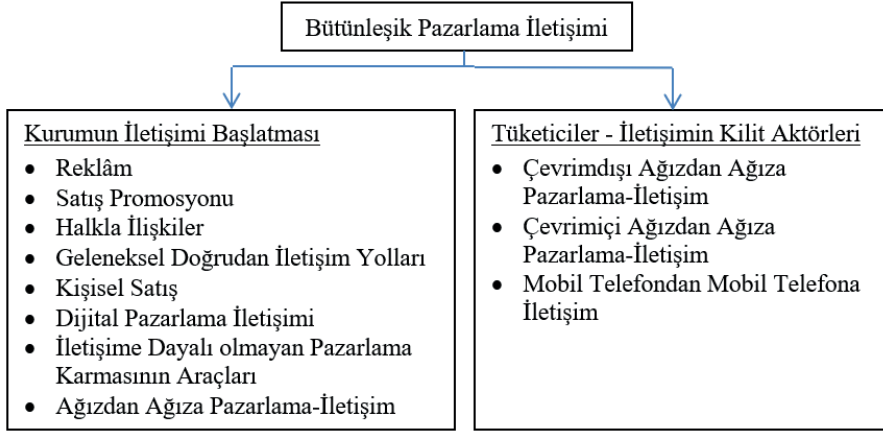 Bütünleşik Pazarlama İletişimi
Kurumun İletişimi Başlatması
• Reklâm
• Satış Promosyonu
• Halkla İlişkiler
• Geleneksel Doğrudan İletişim Yolları
• Kişisel Satış
• Dijital Pazarlama İletişimi
• İletişime Dayalı olmayan Pazarlama
Karmasının Araçları
• Ağızdan Ağıza Pazarlama-İletişim
Tüketiciler - İletişimin Kilit Aktörleri
• Çevrimdışı Ağızdan Ağıza
Pazarlama-İletişim
• Çevrimiçi Ağızdan Ağıza
Pazarlama-İletişim
• Mobil Telefondan Mobil Telefona
İletişim